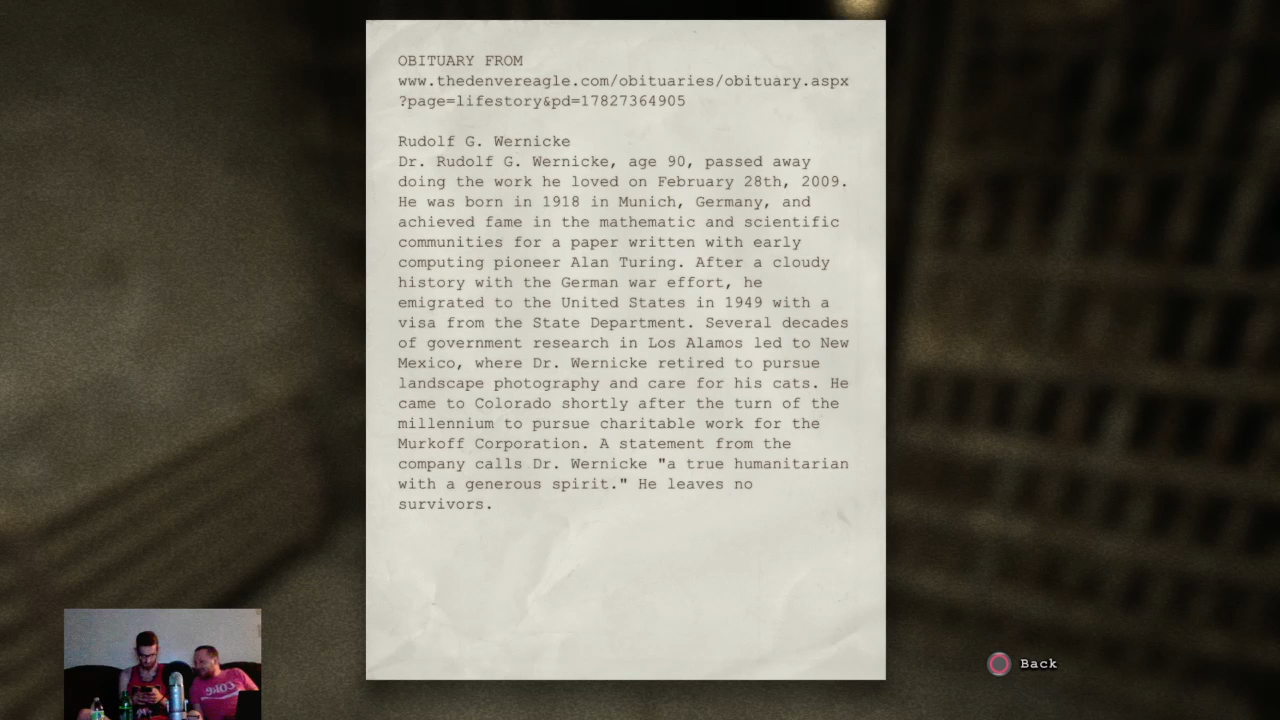 OBITUARY FROM
www.thedenvereagle.com/obituaries/obituary.aspx
?page=lifestory&pd=17827364905
Rudolf G. Wernicke
Dr. Rudolf G. Wernicke, age 90, passed away
doing the work he loved on February 28th, 2009.
He was born in 1918 in Munich, Germany, and
achieved fame in the mathematic and scientific
communities for a paper written with early
computing pioneer Alan Turing. After a cloudy
history with the German war effort, he
emigrated to the United States in 1949 with a
visa from the State Department. Several decades
of government research in Los Alamos led to New
Mexico, where Dr. Wernicke retired to pursue
landscape photography and care for his cats. He
came to Colorado shortly after the turn of the
millennium to pursue charitable work for the
Murkoff Corporation. A statement from the
company calls Dr. Wernicke "a true humanitarian
with a generous spirit." He leaves no
survivors.
Back